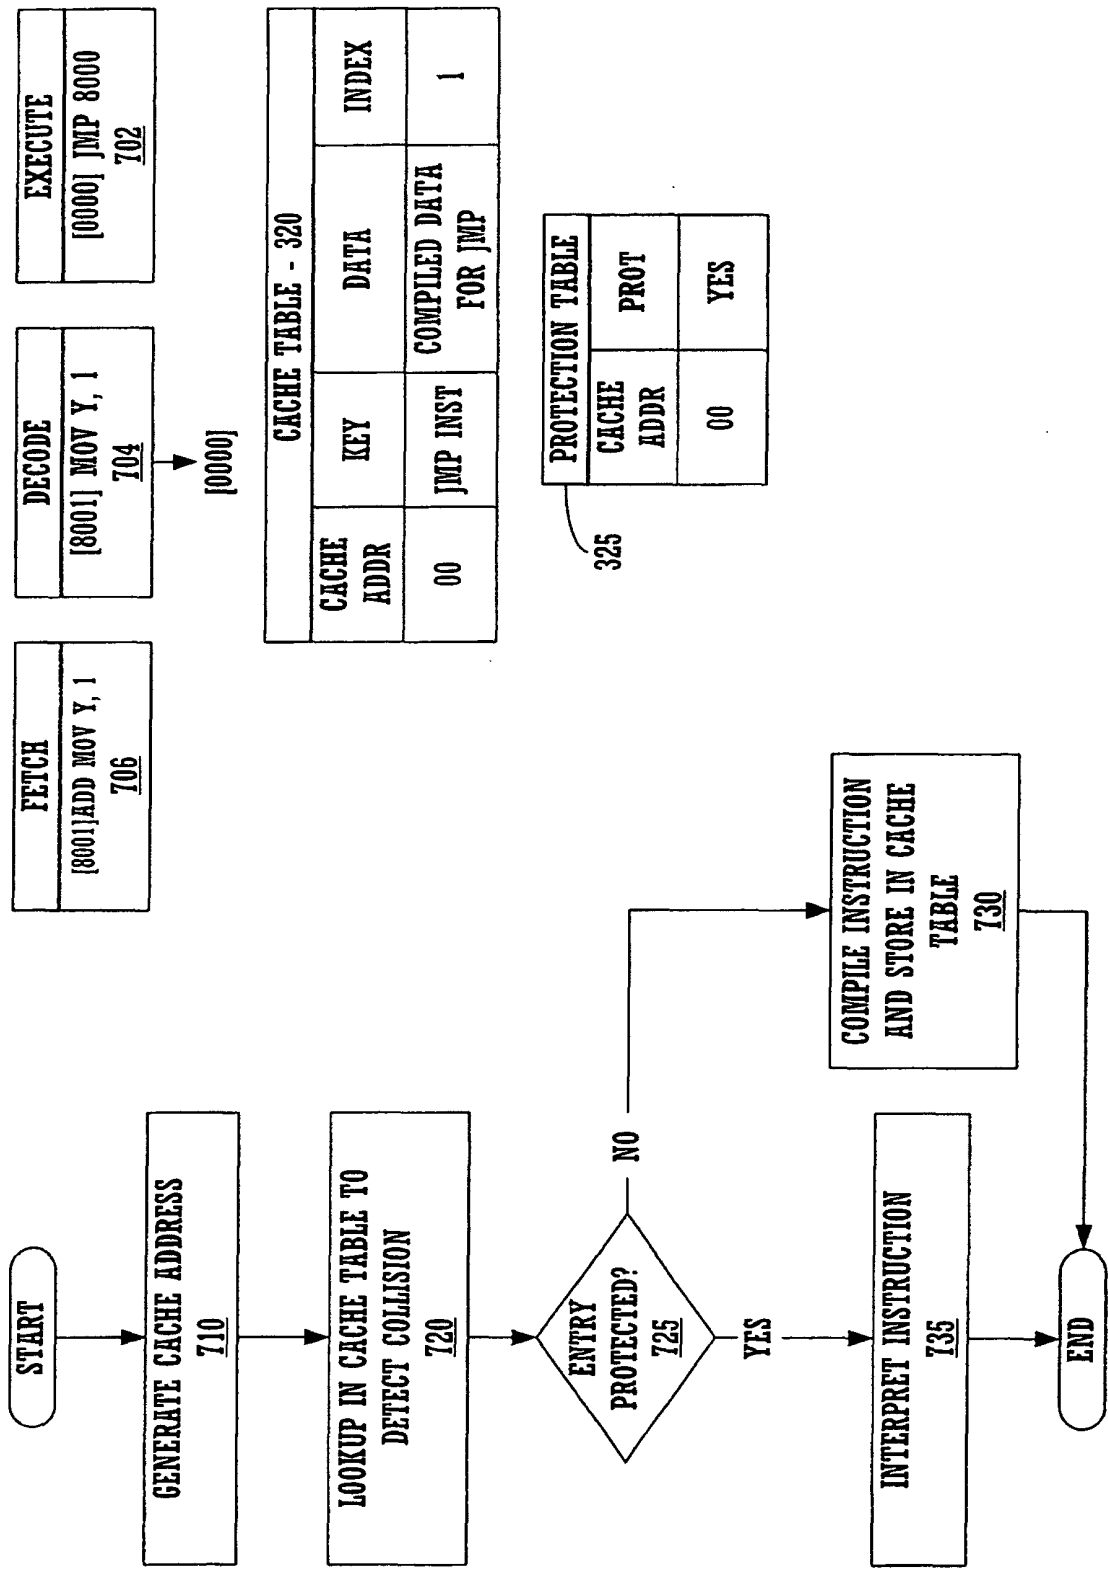 START
GENERATE CACHE ADDRESS
710
LOOKUP IN CACHE TABLE TO
DETECT COLLISION
720
ENTRY
PROTECTED?
725
NO
YES
COMPILE INSTRUCTION
AND STORE IN CACHE
TABLE
730
INTERPRET INSTRUCTION
735
END
FETCH
[8001]ADD MOV Y, 1
706
DECODE
[8001] MOV Y, 1
704
[0000]
EXECUTE
[0000] JMP 8000
702
CACHE TABLE - 320
CACHE
ADDR
KEY
DATA
INDEX
00
JMP INST
COMPILED DATA
FOR JMP
1
PROTECTION TABLE
CACHE
ADDR
PROT
00
YES
325